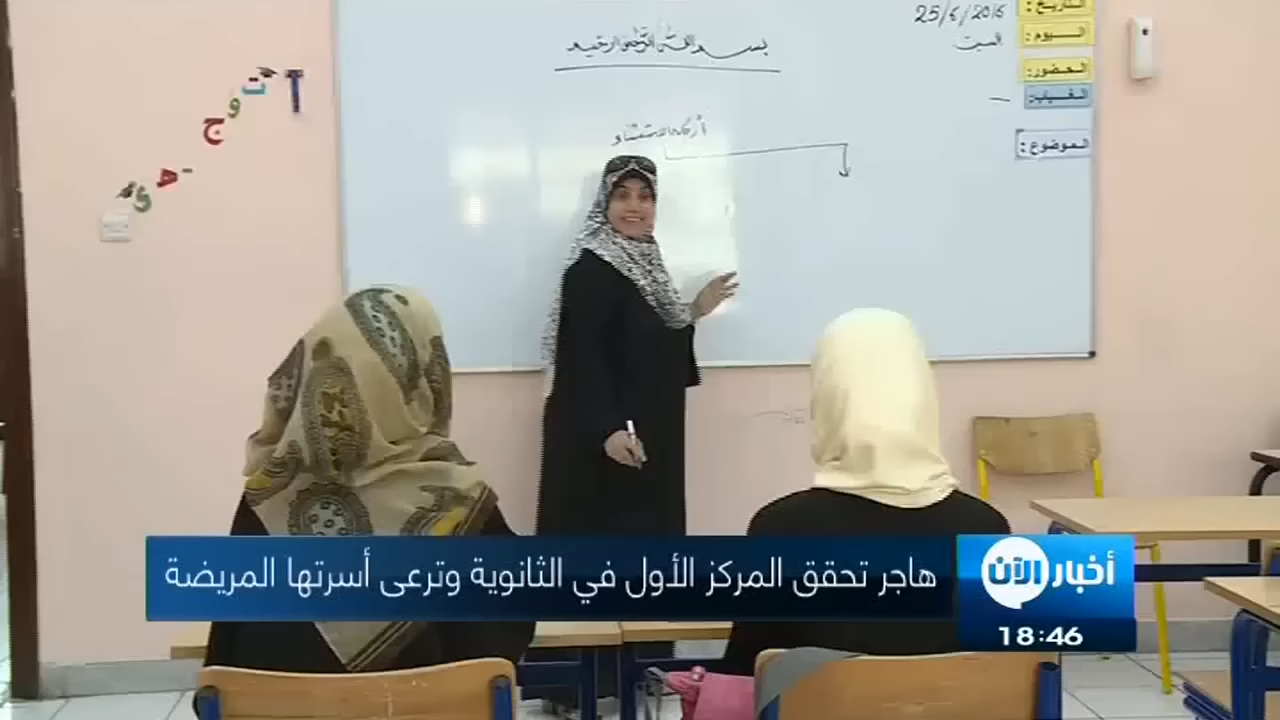 التاريخ :
25/6/2016
اليوم :
السبت
الحضور:
الغياب:
الموضوع :
بسم الله الرحمن الرحيم
أركان الاستثناء
هاجر تحقق المركز الأول في الثانوية وترعى أسرتها المريضة
أخبار الآن
18:46